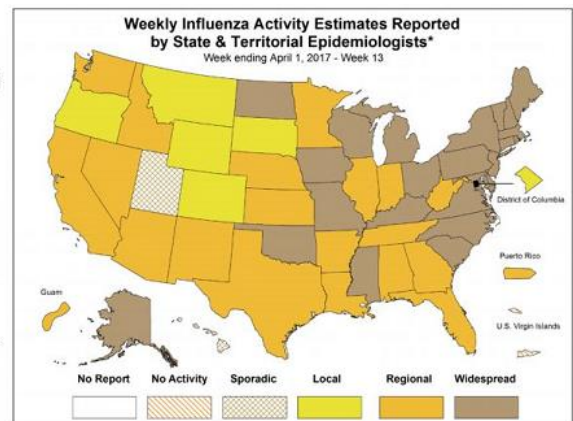 Weekly Influenza Activity Estimates Reported
by State & Territorial Epidemiologists*
Week ending April 1, 2017 - Week 13
District of Columbia
Puerto Rico
Guam
U.S. Virgin Islands
No Report No Activity Sporadic Local Regional Widespread